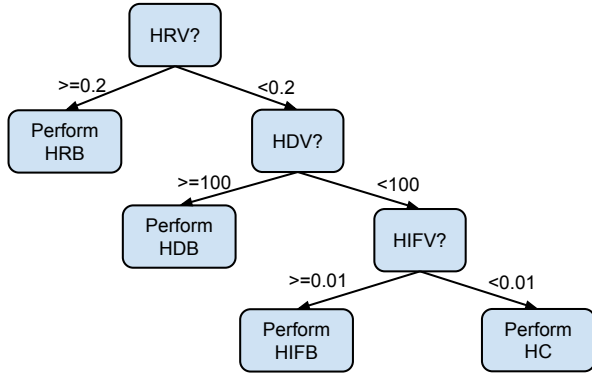 HRV?
>=0.2
<0.2
Perform
HRB
HDV?
>=100
<100
Perform
HDB
HIFV?
>=0.01
<0.01
Perform
HIFB
Perform
HC